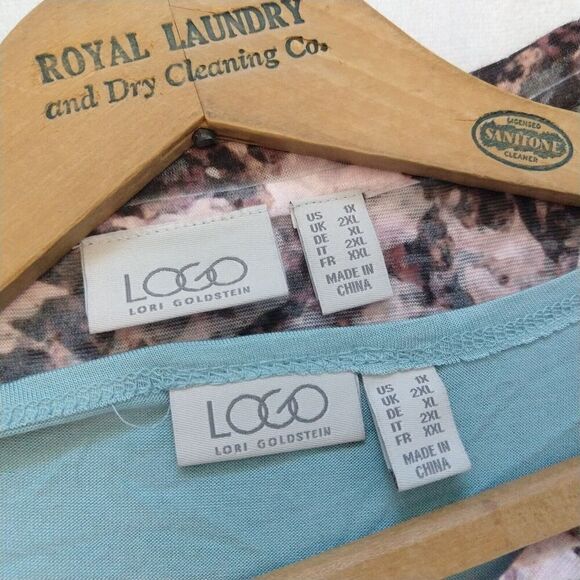 ROYAL LAUNDRY
and Dry Cleaning Co.
LICENSED
SANITONE
CLEANER
LOGO
LORI GOLDSTEIN
US 1X
UK 2XL
DE XL
IT 2XL
FR XXL
MADE IN
CHINA
LOGO
LORI GOLDSTEIN
US 1X
UK 2XL
DE XL
IT 2XL
FR XXL
MADE IN
CHINA